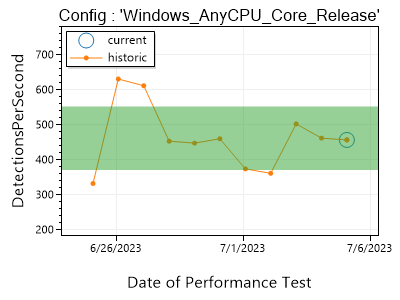 Config : 'Windows_AnyCPU_Core_Release'
current
historic
DetectionsPerSecond
700
600
500
400
300
200
6/26/2023
7/1/2023
7/6/2023
Date of Performance Test